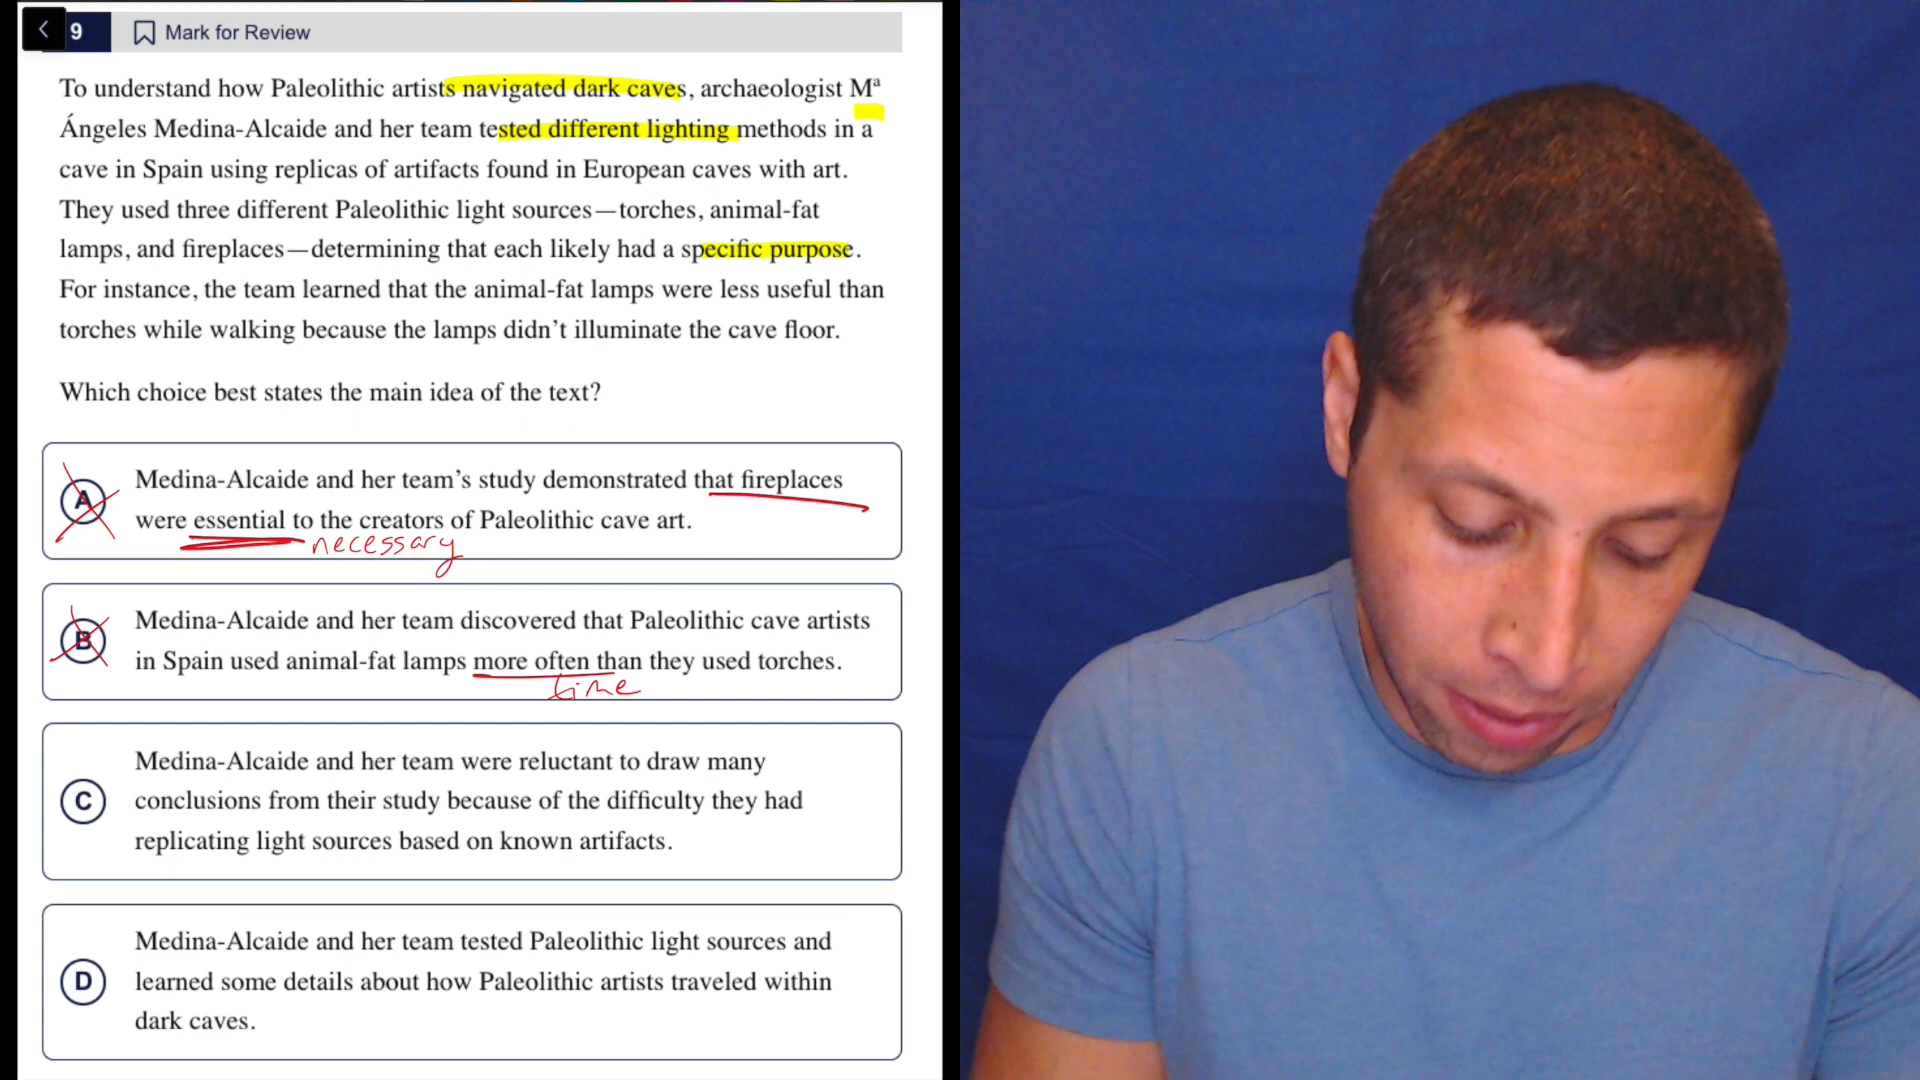 9 Mark for Review
To understand how Paleolithic artists navigated dark caves, archaeologist Mª
Ángeles Medina-Alcaide and her team tested different lighting methods in a
cave in Spain using replicas of artifacts found in European caves with art.
They used three different Paleolithic light sources—torches, animal-fat
lamps, and fireplaces—determining that each likely had a specific purpose.
For instance, the team learned that the animal-fat lamps were less useful than
torches while walking because the lamps didn't illuminate the cave floor.
Which choice best states the main idea of the text?
A Medina-Alcaide and her team's study demonstrated that fireplaces
were essential to the creators of Paleolithic cave art.
necessary
B Medina-Alcaide and her team discovered that Paleolithic cave artists
in Spain used animal-fat lamps more often than they used torches.
time
C Medina-Alcaide and her team were reluctant to draw many
conclusions from their study because of the difficulty they had
replicating light sources based on known artifacts.
D Medina-Alcaide and her team tested Paleolithic light sources and
learned some details about how Paleolithic artists traveled within
dark caves.